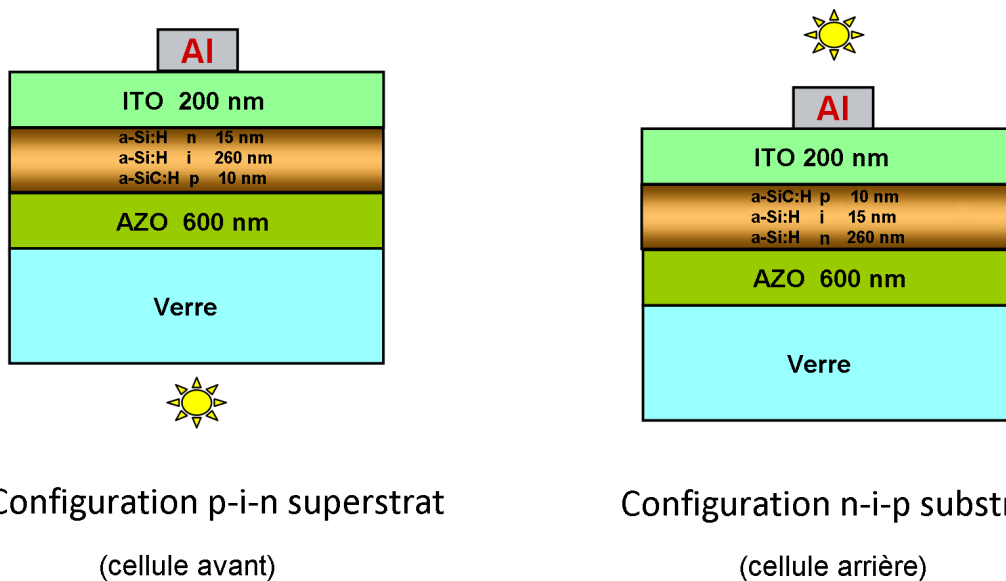 Al
ITO 200 nm
a-Si:H n 15 nm
a-Si:H i 260 nm
a-SiC:H p 10 nm
AZO 600 nm
Verre
Configuration p-i-n superstrat
(cellule avant)
Al
ITO 200 nm
a-SiC:H p 10 nm
a-Si:H i 15 nm
a-Si:H n 260 nm
AZO 600 nm
Verre
Configuration n-i-p substr
(cellule arrière)